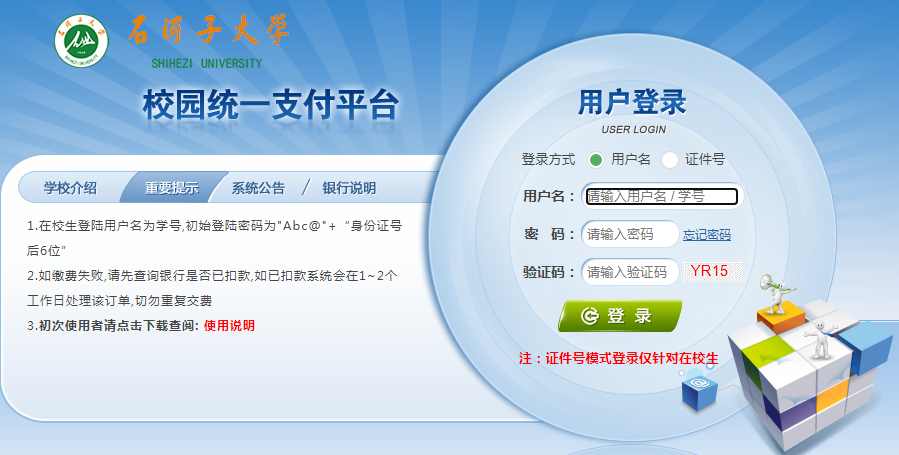 石河子大学
SHIHEZI UNIVERSITY
校园统一支付平台
学校介绍 重要提示 系统公告 / 银行说明
1.在校生登陆用户名为学号,初始登陆密码为"Abc@"+“身份证号
后6位”
2.如缴费失败,请先查询银行是否已扣款,如已扣款系统会在1~2个
工作日处理该订单,切勿重复交费
3.初次使用者请点击下载查阅: 使用说明
用户登录
USER LOGIN
登录方式 用户名 证件号
用户名： 请输入用户名 / 学号
密 码： 请输入密码 忘记密码
验证码： 请输入验证码 YR15
登 录
注：证件号模式登录仅针对在校生